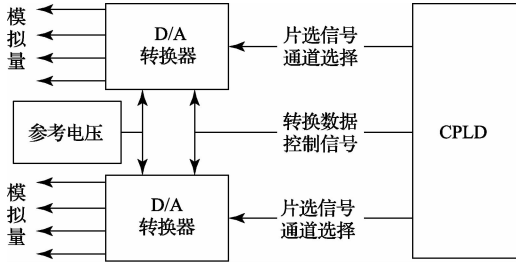 模
拟
量
D/A
转换器
片选信号
通道选择
参考电压
转换数据
控制信号
CPLD
模
拟
量
D/A
转换器
片选信号
通道选择